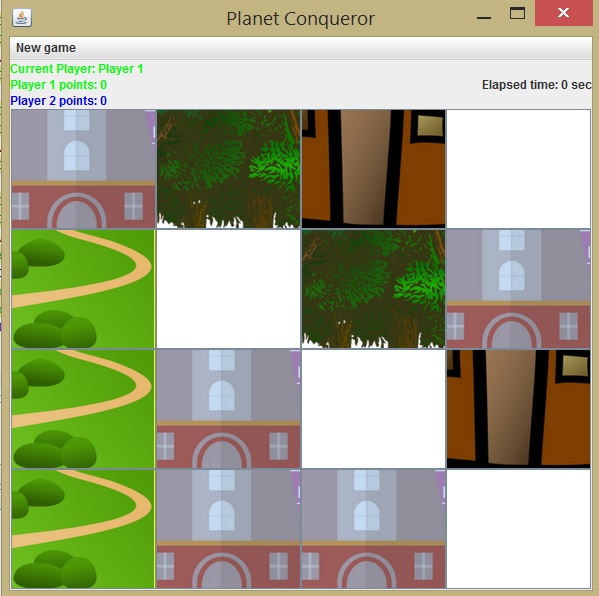 Planet Conqueror
New game
Current Player: Player 1
Player 1 points: 0
Elapsed time: 0 sec
Player 2 points: 0